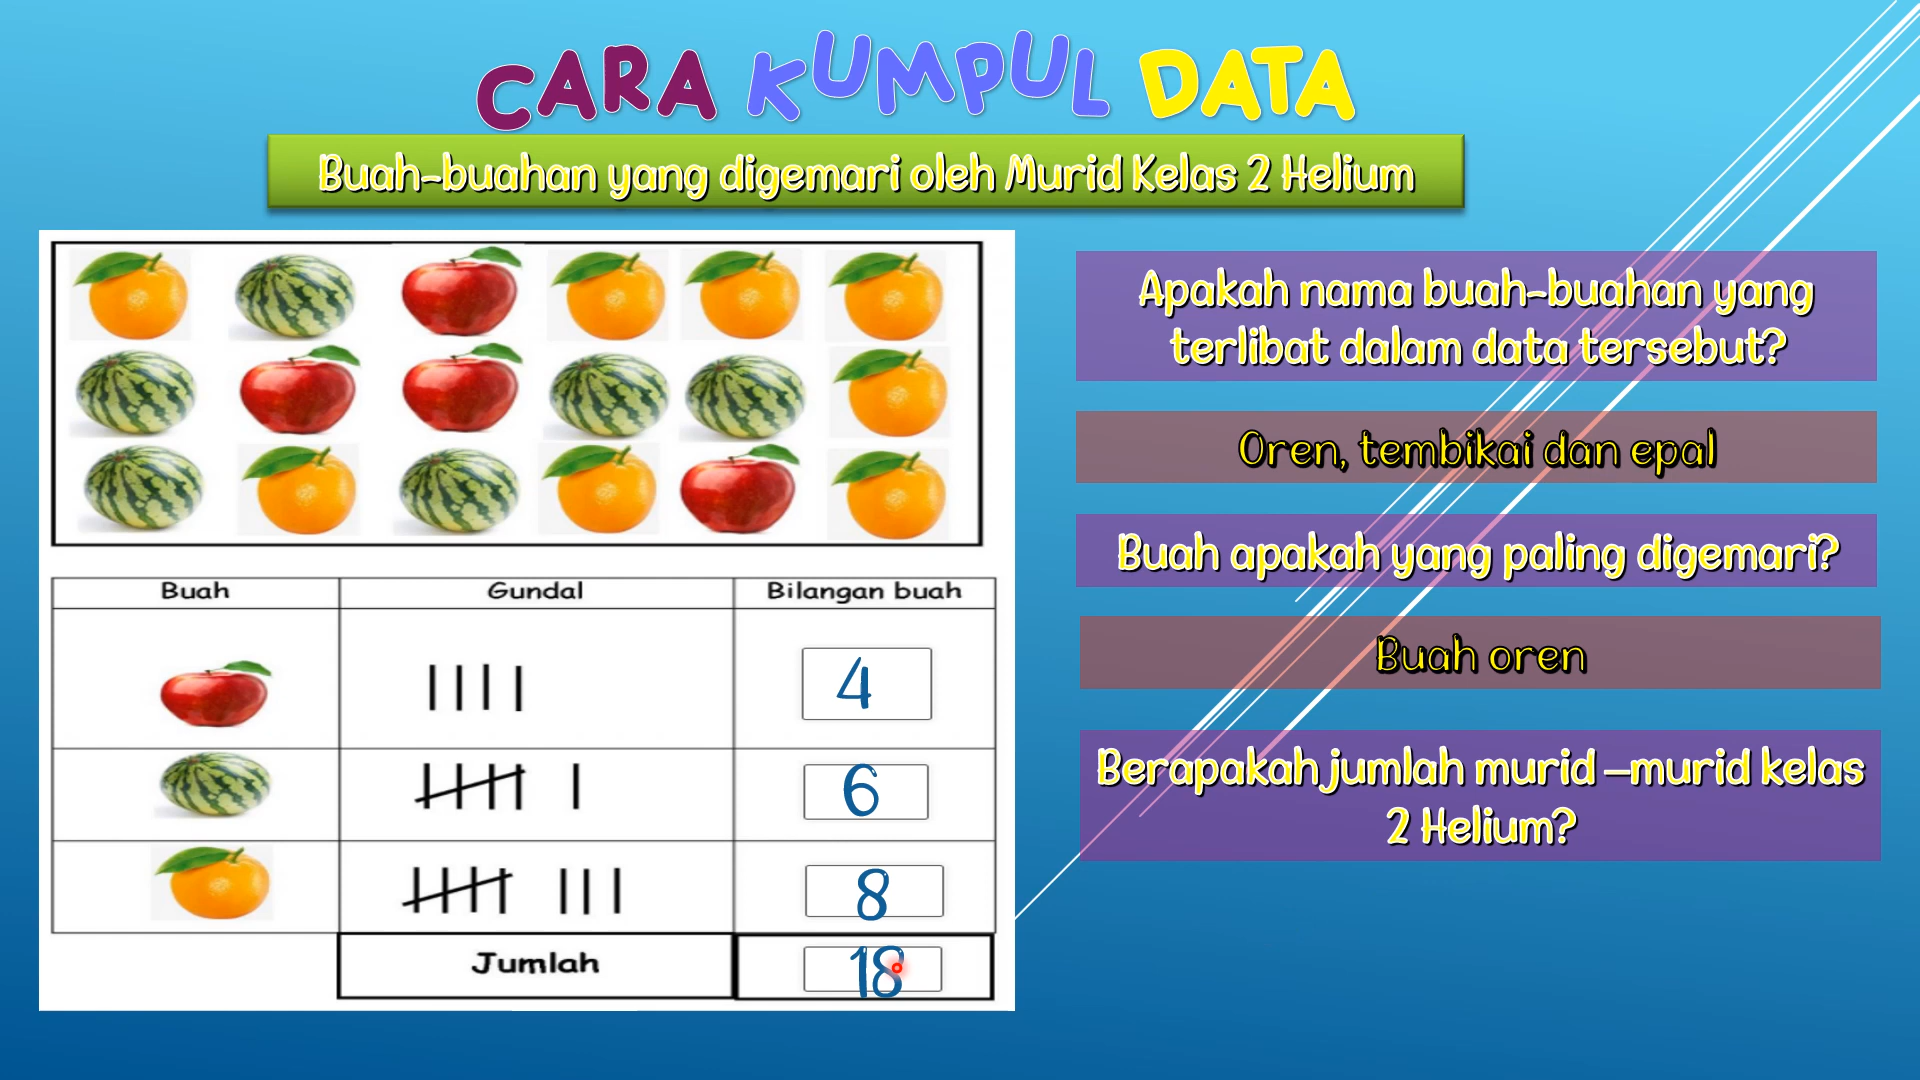 CARA KUMPUL DATA
Buah-buahan yang digemari oleh Murid Kelas 2 Helium
Buah Gundal Bilangan buah
4
6
8
Jumlah 18
Apakah nama buah-buahan yang
terlibat dalam data tersebut?
Oren, tembikai dan epal
Buah apakah yang paling digemari?
Buah oren
Berapakah jumlah murid –murid kelas
2 Helium?